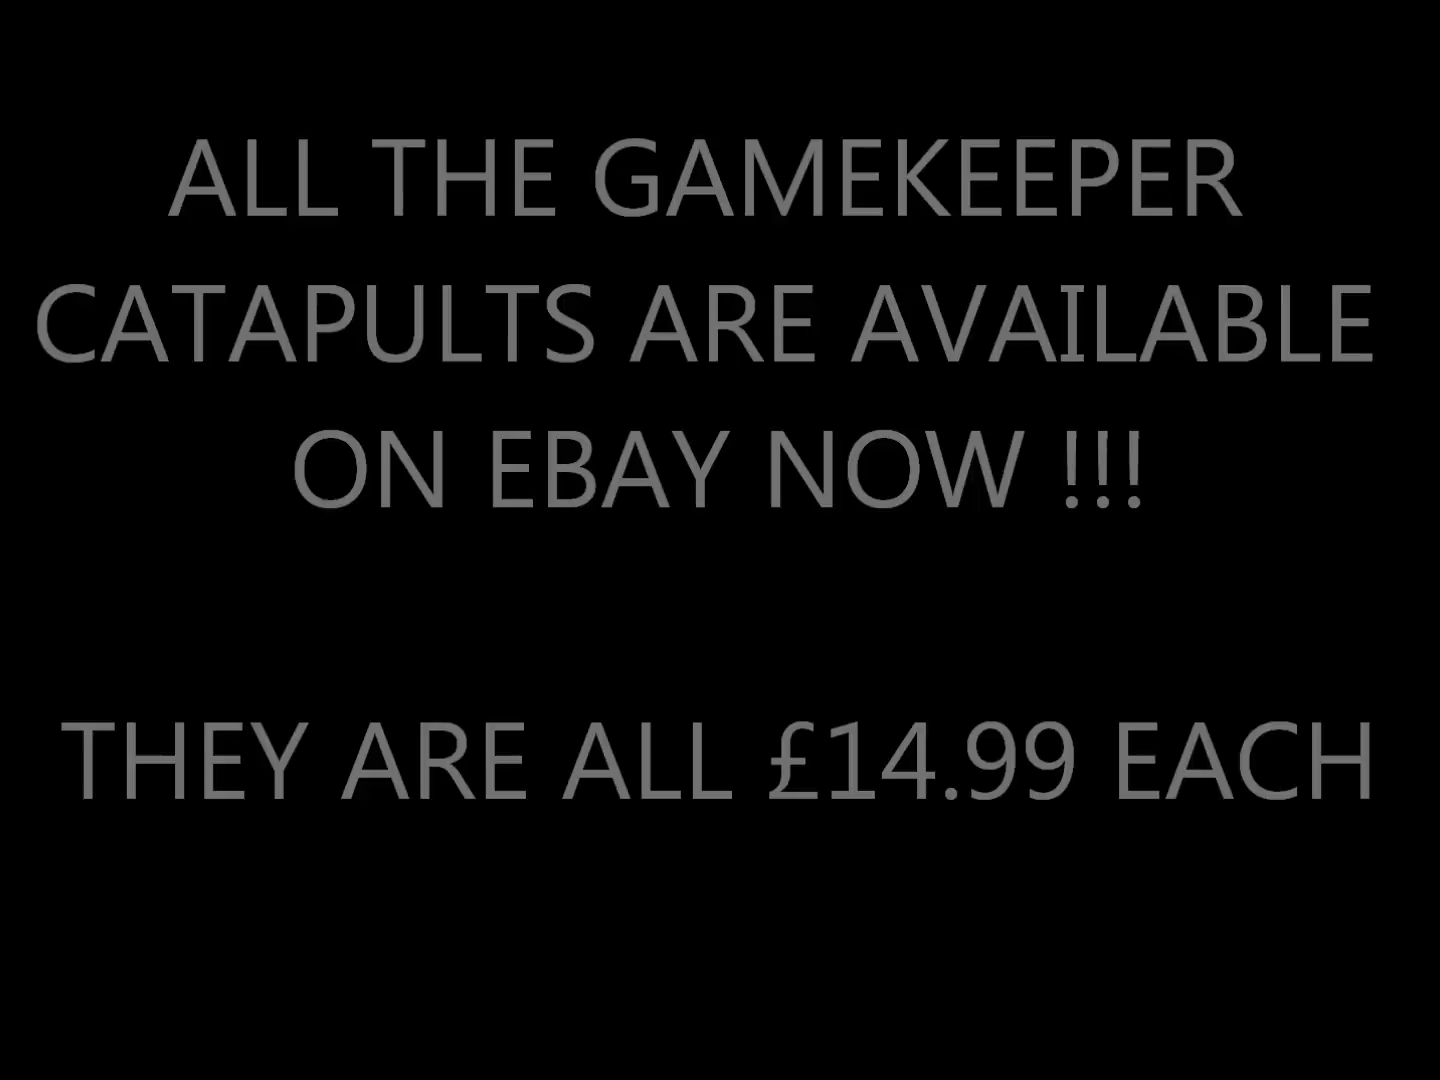 ALL THE GAMEKEEPER
CATAPULTS ARE AVAILABLE
ON EBAY NOW !!!
THEY ARE ALL £14.99 EACH